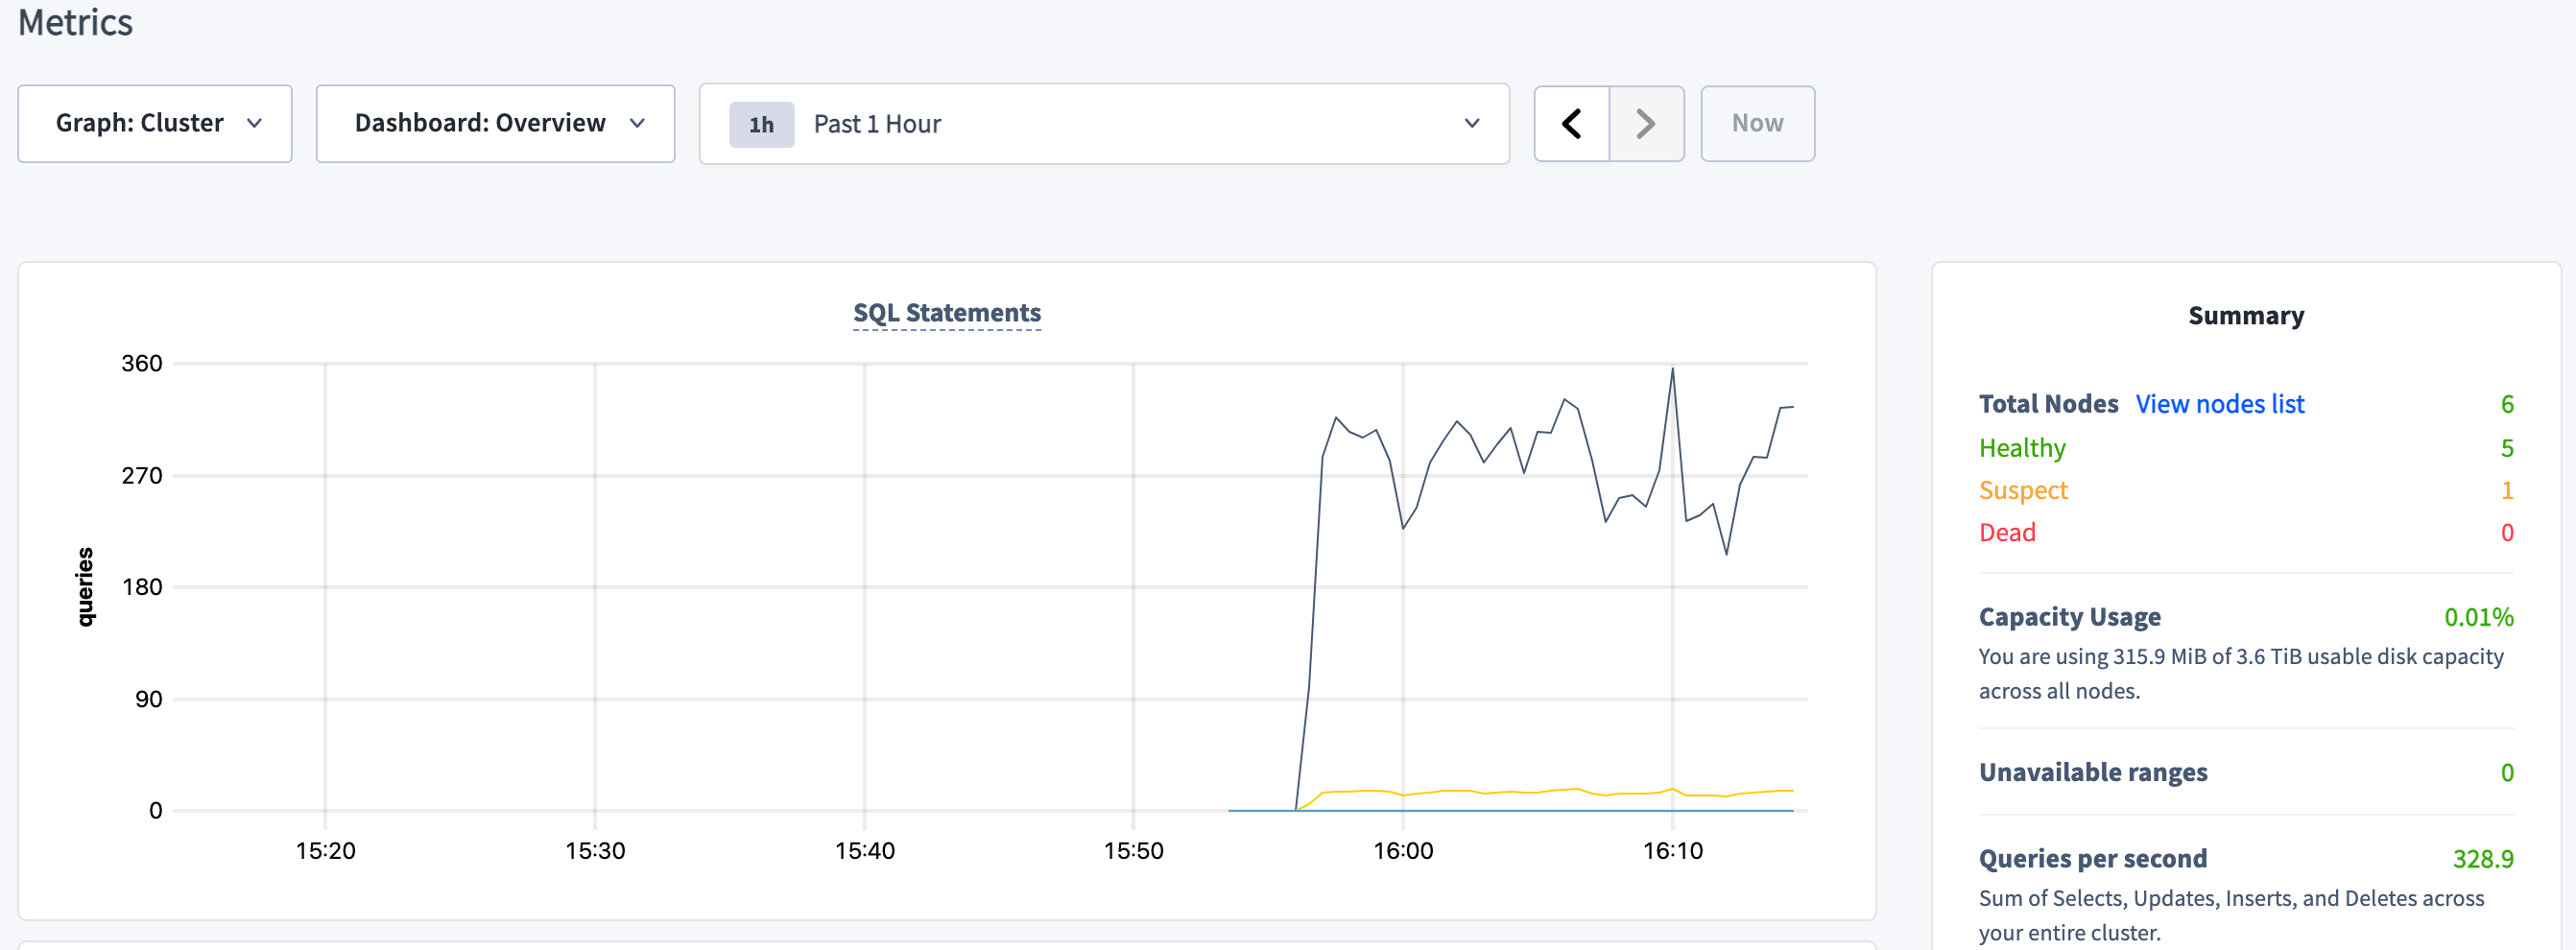 Metrics
Graph: Cluster
Dashboard: Overview
1h Past 1 Hour
Now
SQL Statements
360
270
180
90
0
queries
15:20 15:30 15:40 15:50 16:00 16:10
Summary
Total Nodes View nodes list 6
Healthy 5
Suspect 1
Dead 0
Capacity Usage 0.01%
You are using 315.9 MiB of 3.6 TiB usable disk capacity
across all nodes.
Unavailable ranges 0
Queries per second 328.9
Sum of Selects, Updates, Inserts, and Deletes across
your entire cluster.